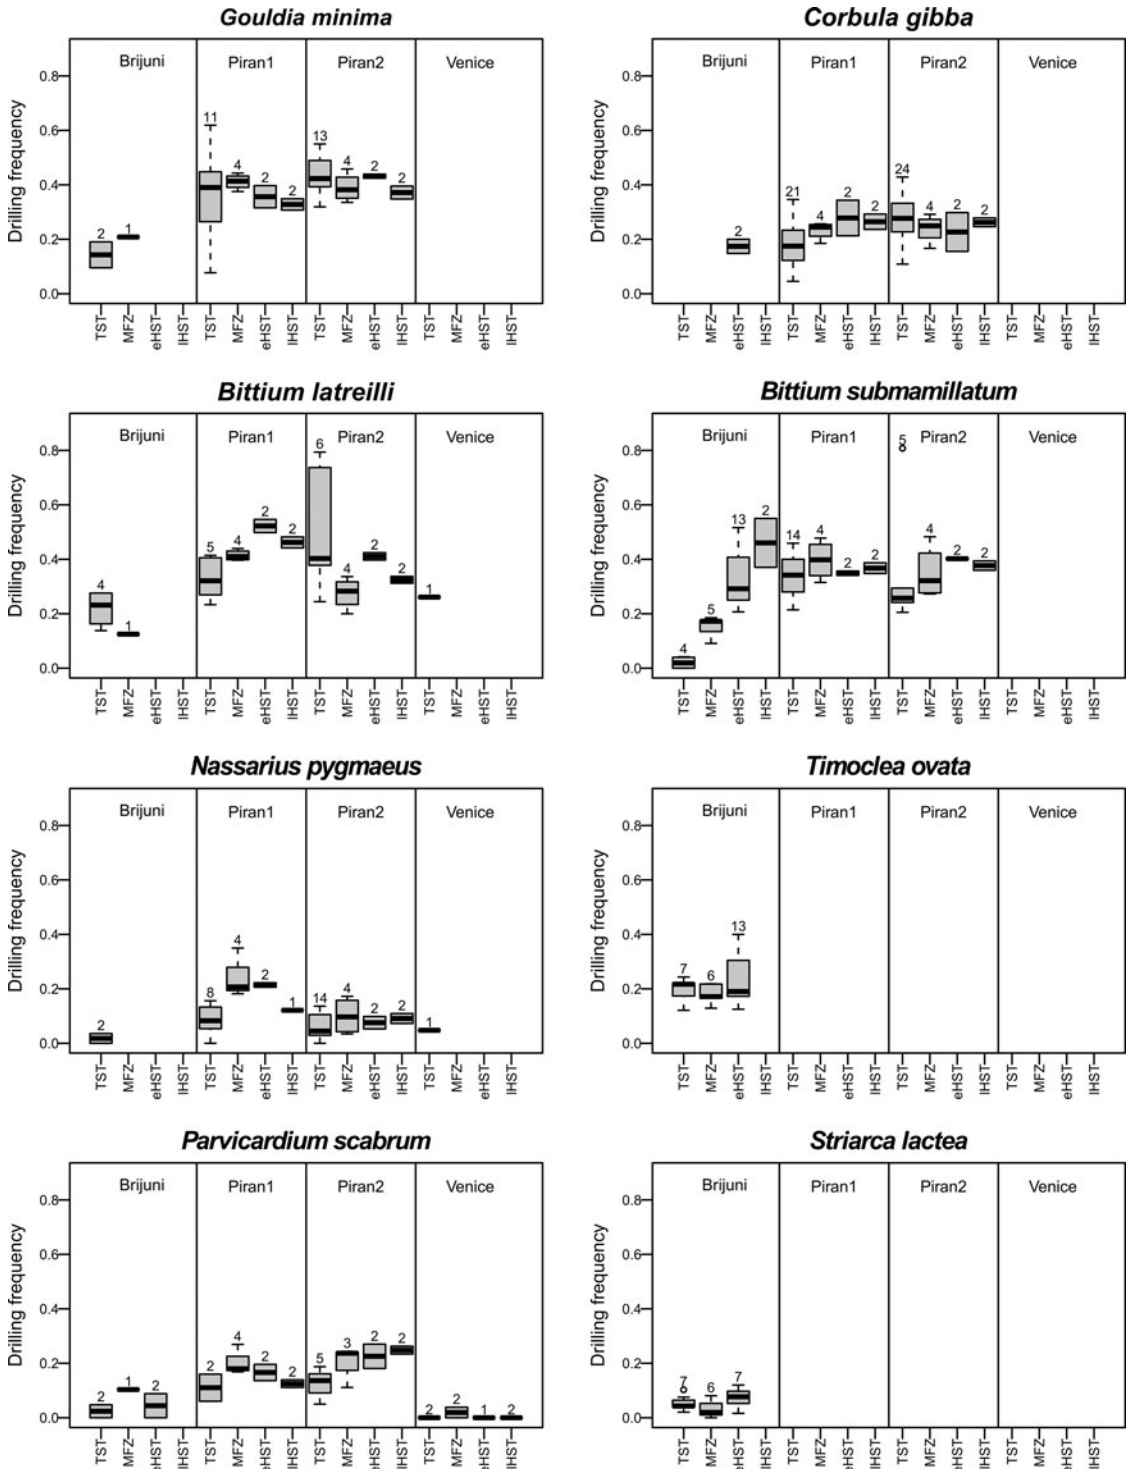 Gouldia minima
Brijuni Piran1 Piran2 Venice
Drilling frequency
0.8
0.6
0.4
0.2
0.0
2 1 11 4 2 2 13 4 2 2
TST MFZ eHST lHST TST MFZ eHST lHST TST MFZ eHST lHST TST MFZ eHST lHST
Corbula gibba
Brijuni Piran1 Piran2 Venice
Drilling frequency
0.8
0.6
0.4
0.2
0.0
2 21 4 2 2 24 4 2 2
TST MFZ eHST lHST TST MFZ eHST lHST TST MFZ eHST lHST TST MFZ eHST lHST
Bittium latreilli
Brijuni Piran1 Piran2 Venice
Drilling frequency
0.8
0.6
0.4
0.2
0.0
4 1 5 4 2 2 6 4 2 2 1
TST MFZ eHST lHST TST MFZ eHST lHST TST MFZ eHST lHST TST MFZ eHST lHST
Bittium submamillatum
Brijuni Piran1 Piran2 Venice
Drilling frequency
0.8
0.6
0.4
0.2
0.0
4 5 13 2 14 4 2 2 5 4 2 2
TST MFZ eHST lHST TST MFZ eHST lHST TST MFZ eHST lHST TST MFZ eHST lHST
Nassarius pygmaeus
Brijuni Piran1 Piran2 Venice
Drilling frequency
0.8
0.6
0.4
0.2
0.0
2 8 4 2 1 14 4 2 2 1
TST MFZ eHST lHST TST MFZ eHST lHST TST MFZ eHST lHST TST MFZ eHST lHST
Timoclea ovata
Brijuni Piran1 Piran2 Venice
Drilling frequency
0.8
0.6
0.4
0.2
0.0
7 6 13
TST MFZ eHST lHST TST MFZ eHST lHST TST MFZ eHST lHST TST MFZ eHST lHST
Parvicardium scabrum
Brijuni Piran1 Piran2 Venice
Drilling frequency
0.8
0.6
0.4
0.2
0.0
2 1 2 2 4 2 2 5 3 2 2 2 2 1 2
TST MFZ eHST lHST TST MFZ eHST lHST TST MFZ eHST lHST TST MFZ eHST lHST
Striarca lactea
Brijuni Piran1 Piran2 Venice
Drilling frequency
0.8
0.6
0.4
0.2
0.0
7 6 7
TST MFZ eHST lHST TST MFZ eHST lHST TST MFZ eHST lHST TST MFZ eHST lHST